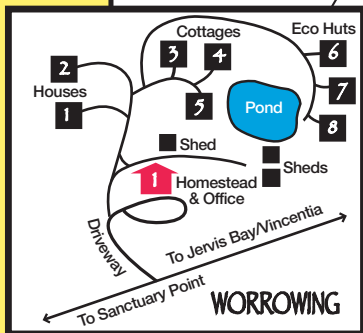 Cottages
Eco Huts
3
4
6
2
Houses
7
1
5
Pond
8
Shed
Sheds
1
Homestead
& Office
Driveway
To Jervis Bay/Vincentia
To Sanctuary Point
WORROWING